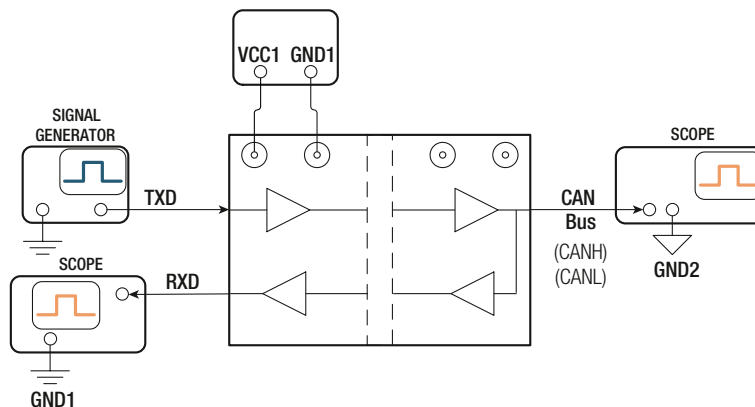 VCC1 GND1
SIGNAL
GENERATOR
SCOPE
TXD
CAN
Bus
(CANH)
(CANL)
GND2
SCOPE
RXD
GND1